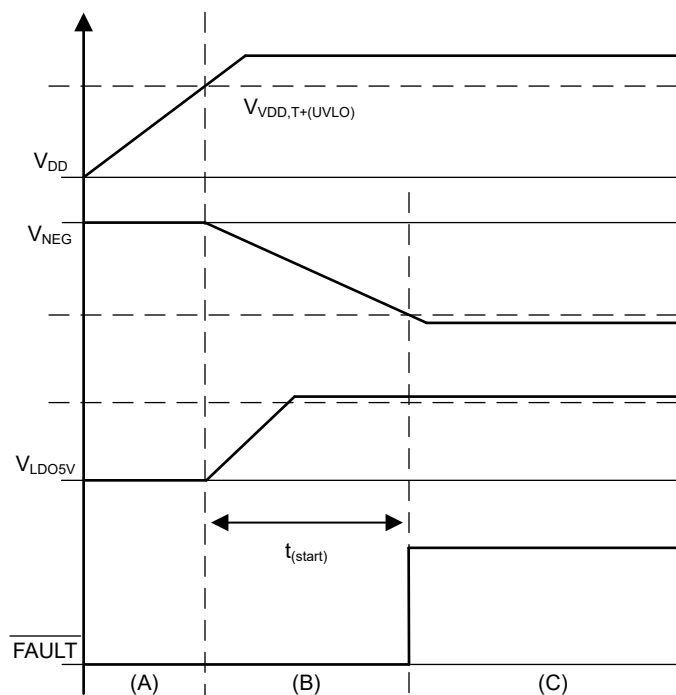 V_VDD,T+(UVLO)
V_DD
V_NEG
V_LDO5V
t_(start)
FAULT
(A) (B) (C)